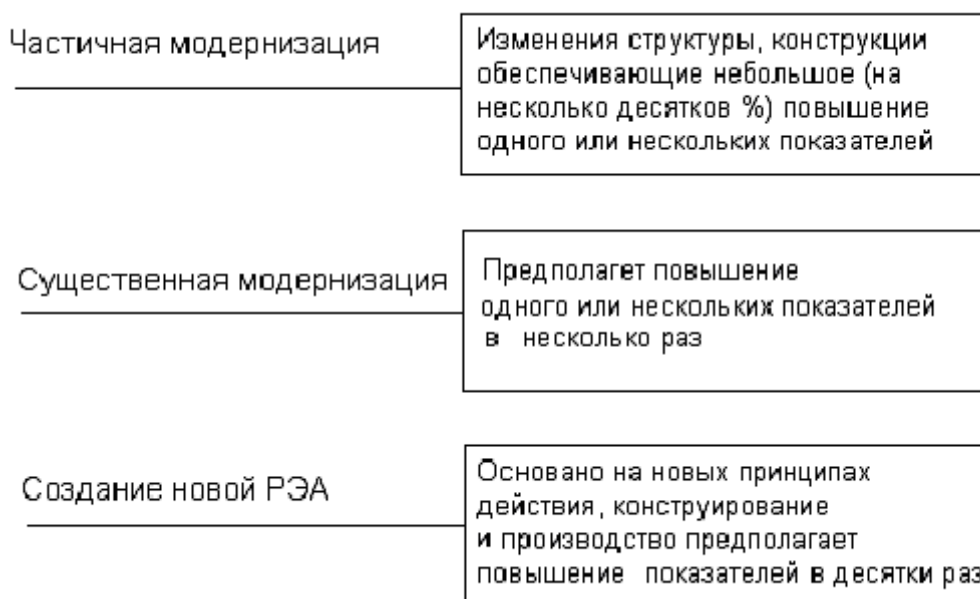 Частичная модернизация
Изменения структуры, конструкции
обеспечивающие небольшое (на
несколько десятков %) повышение
одного или нескольких показателей
Существенная модернизация
Предполагет повышение
одного или нескольких показателей
в несколько раз
Создание новой РЭА
Основано на новых принципах
действия, конструирование
и производство предполагает
повышение показателей в десятки раз